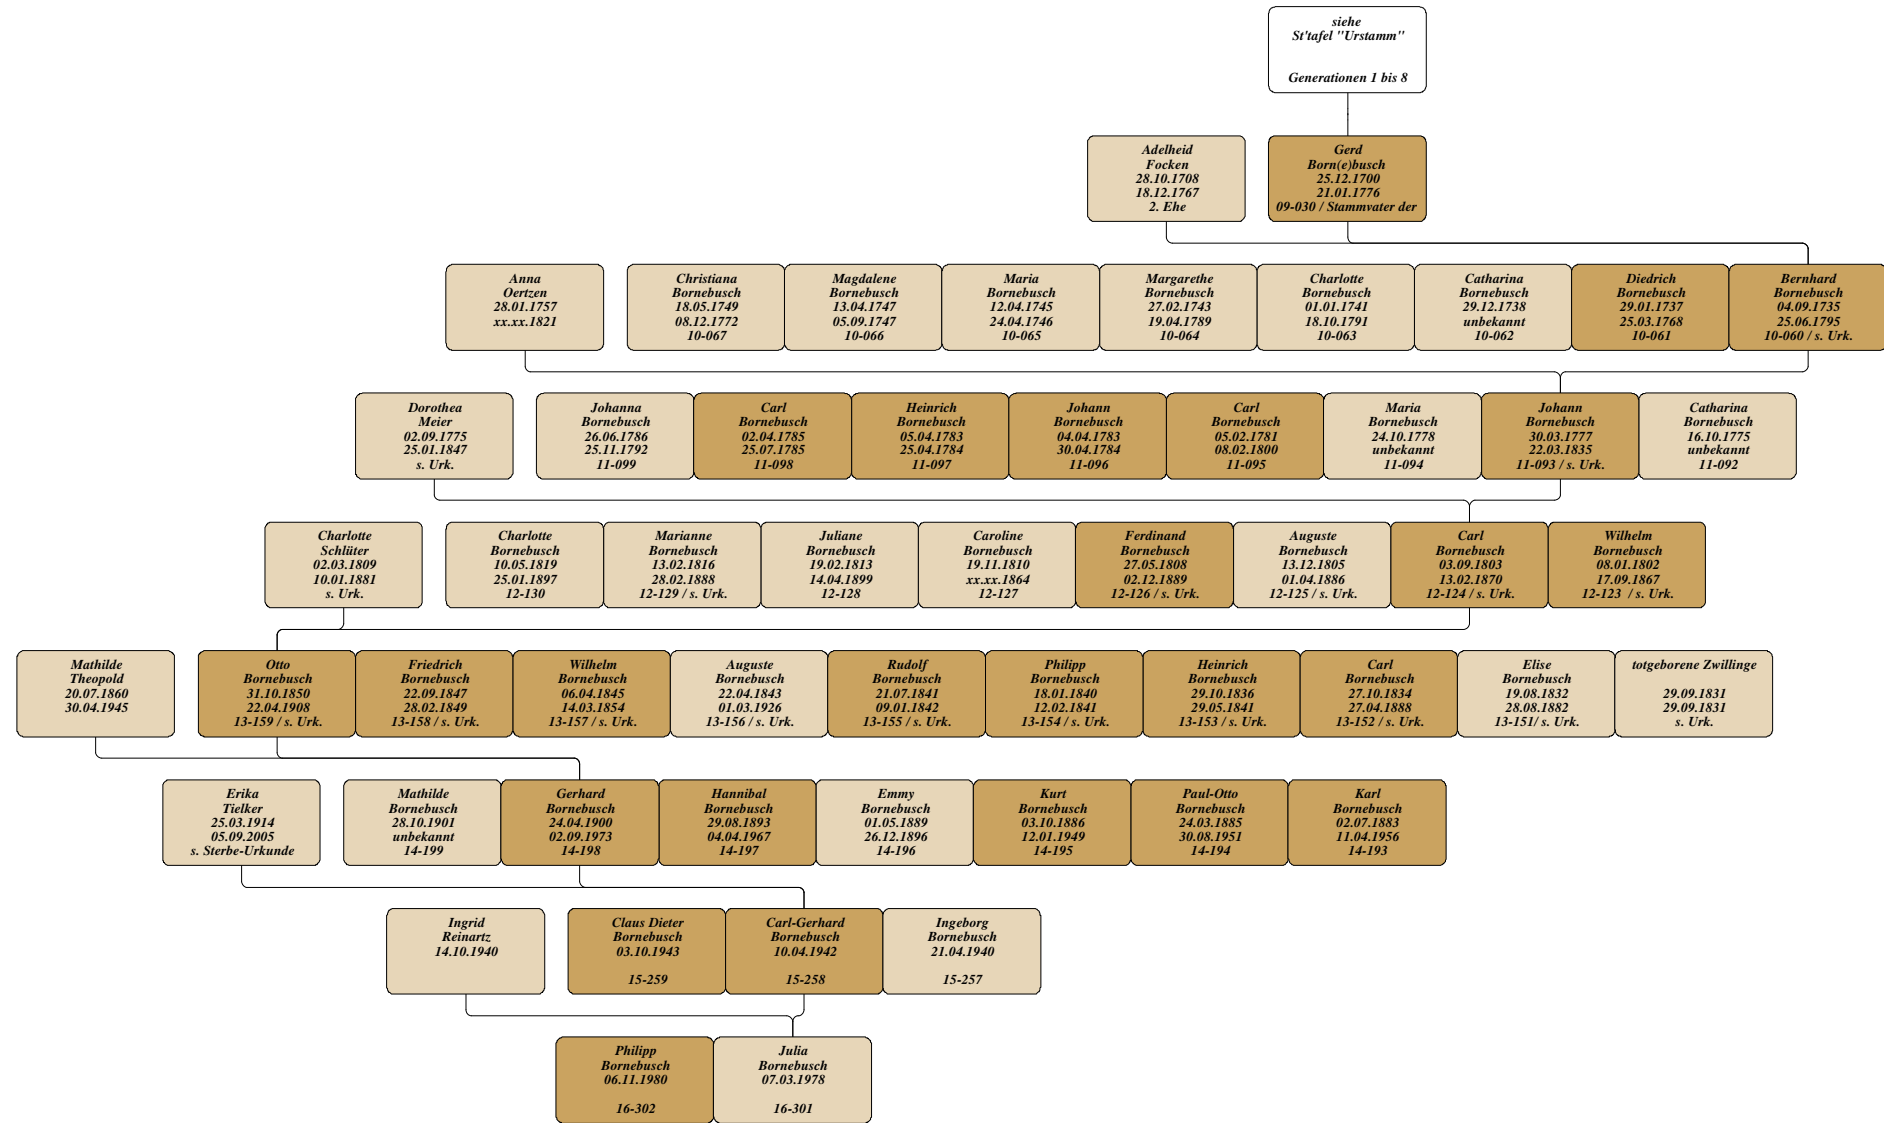 siehe
St'tafel "Urstamm"
Generationen 1 bis 8
Adelheid
Focken
28.10.1708
18.12.1767
2. Ehe
Gerd
Born(e)busch
25.12.1700
21.01.1776
09-030 / Stammvater der
Anna
Oertzen
28.01.1757
xx.xx.1821
Christiana
Bornebusch
18.05.1749
08.12.1772
10-067
Magdalene
Bornebusch
13.04.1747
05.09.1747
10-066
Maria
Bornebusch
12.04.1745
24.04.1746
10-065
Margarethe
Bornebusch
27.02.1743
19.04.1789
10-064
Charlotte
Bornebusch
01.01.1741
18.10.1791
10-063
Catharina
Bornebusch
29.12.1738
unbekannt
10-062
Diedrich
Bornebusch
29.01.1737
25.03.1768
10-061
Bernhard
Bornebusch
04.09.1735
25.06.1795
10-060 / s. Urk.
Dorothea
Meier
02.09.1775
25.01.1847
s. Urk.
Johanna
Bornebusch
26.06.1786
25.11.1792
11-099
Carl
Bornebusch
02.04.1785
25.07.1785
11-098
Heinrich
Bornebusch
05.04.1783
25.04.1784
11-097
Johann
Bornebusch
04.04.1783
30.04.1784
11-096
Carl
Bornebusch
05.02.1781
08.02.1800
11-095
Maria
Bornebusch
24.10.1778
unbekannt
11-094
Johann
Bornebusch
30.03.1777
22.03.1835
11-093 / s. Urk.
Catharina
Bornebusch
16.10.1775
unbekannt
11-092
Charlotte
Schlüter
02.03.1809
10.01.1881
s. Urk.
Charlotte
Bornebusch
10.05.1819
25.01.1897
12-130
Marianne
Bornebusch
13.02.1816
28.02.1888
12-129 / s. Urk.
Juliane
Bornebusch
19.02.1813
14.04.1899
12-128
Caroline
Bornebusch
19.11.1810
xx.xx.1864
12-127
Ferdinand
Bornebusch
27.05.1808
02.12.1889
12-126 / s. Urk.
Auguste
Bornebusch
13.12.1805
01.04.1886
12-125 / s. Urk.
Carl
Bornebusch
03.09.1803
13.02.1870
12-124 / s. Urk.
Wilhelm
Bornebusch
08.01.1802
17.09.1867
12-123 / s. Urk.
Mathilde
Theopold
20.07.1860
30.04.1945
Otto
Bornebusch
31.10.1850
22.04.1908
13-159 / s. Urk.
Friedrich
Bornebusch
22.09.1847
28.02.1849
13-158 / s. Urk.
Wilhelm
Bornebusch
06.04.1845
14.03.1854
13-157 / s. Urk.
Auguste
Bornebusch
22.04.1843
01.03.1926
13-156 / s. Urk.
Rudolf
Bornebusch
21.07.1841
09.01.1842
13-155 / s. Urk.
Philipp
Bornebusch
18.01.1840
12.02.1841
13-154 / s. Urk.
Heinrich
Bornebusch
29.10.1836
29.05.1841
13-153 / s. Urk.
Carl
Bornebusch
27.10.1834
27.04.1888
13-152 / s. Urk.
Elise
Bornebusch
19.08.1832
28.08.1882
13-151/ s. Urk.
totgeborene Zwillinge
29.09.1831
29.09.1831
s. Urk.
Erika
Tielker
25.03.1914
05.09.2005
s. Sterbe-Urkunde
Mathilde
Bornebusch
28.10.1901
unbekannt
14-199
Gerhard
Bornebusch
24.04.1900
02.09.1973
14-198
Hannibal
Bornebusch
29.08.1893
04.04.1967
14-197
Emmy
Bornebusch
01.05.1889
26.12.1896
14-196
Kurt
Bornebusch
03.10.1886
12.01.1949
14-195
Paul-Otto
Bornebusch
24.03.1885
30.08.1951
14-194
Karl
Bornebusch
02.07.1883
11.04.1956
14-193
Ingrid
Reinartz
14.10.1940
Claus Dieter
Bornebusch
03.10.1943
15-259
Carl-Gerhard
Bornebusch
10.04.1942
15-258
Ingeborg
Bornebusch
21.04.1940
15-257
Philipp
Bornebusch
06.11.1980
16-302
Julia
Bornebusch
07.03.1978
16-301